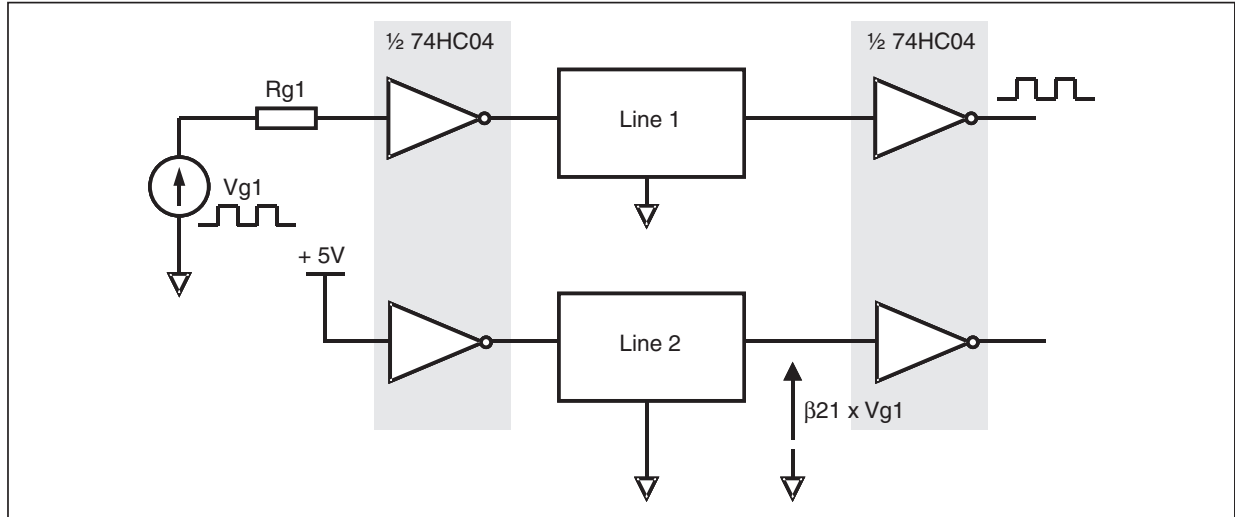 ½ 74HC04
½ 74HC04
Rg1
Line 1
Vg1
+ 5V
Line 2
β21 x Vg1